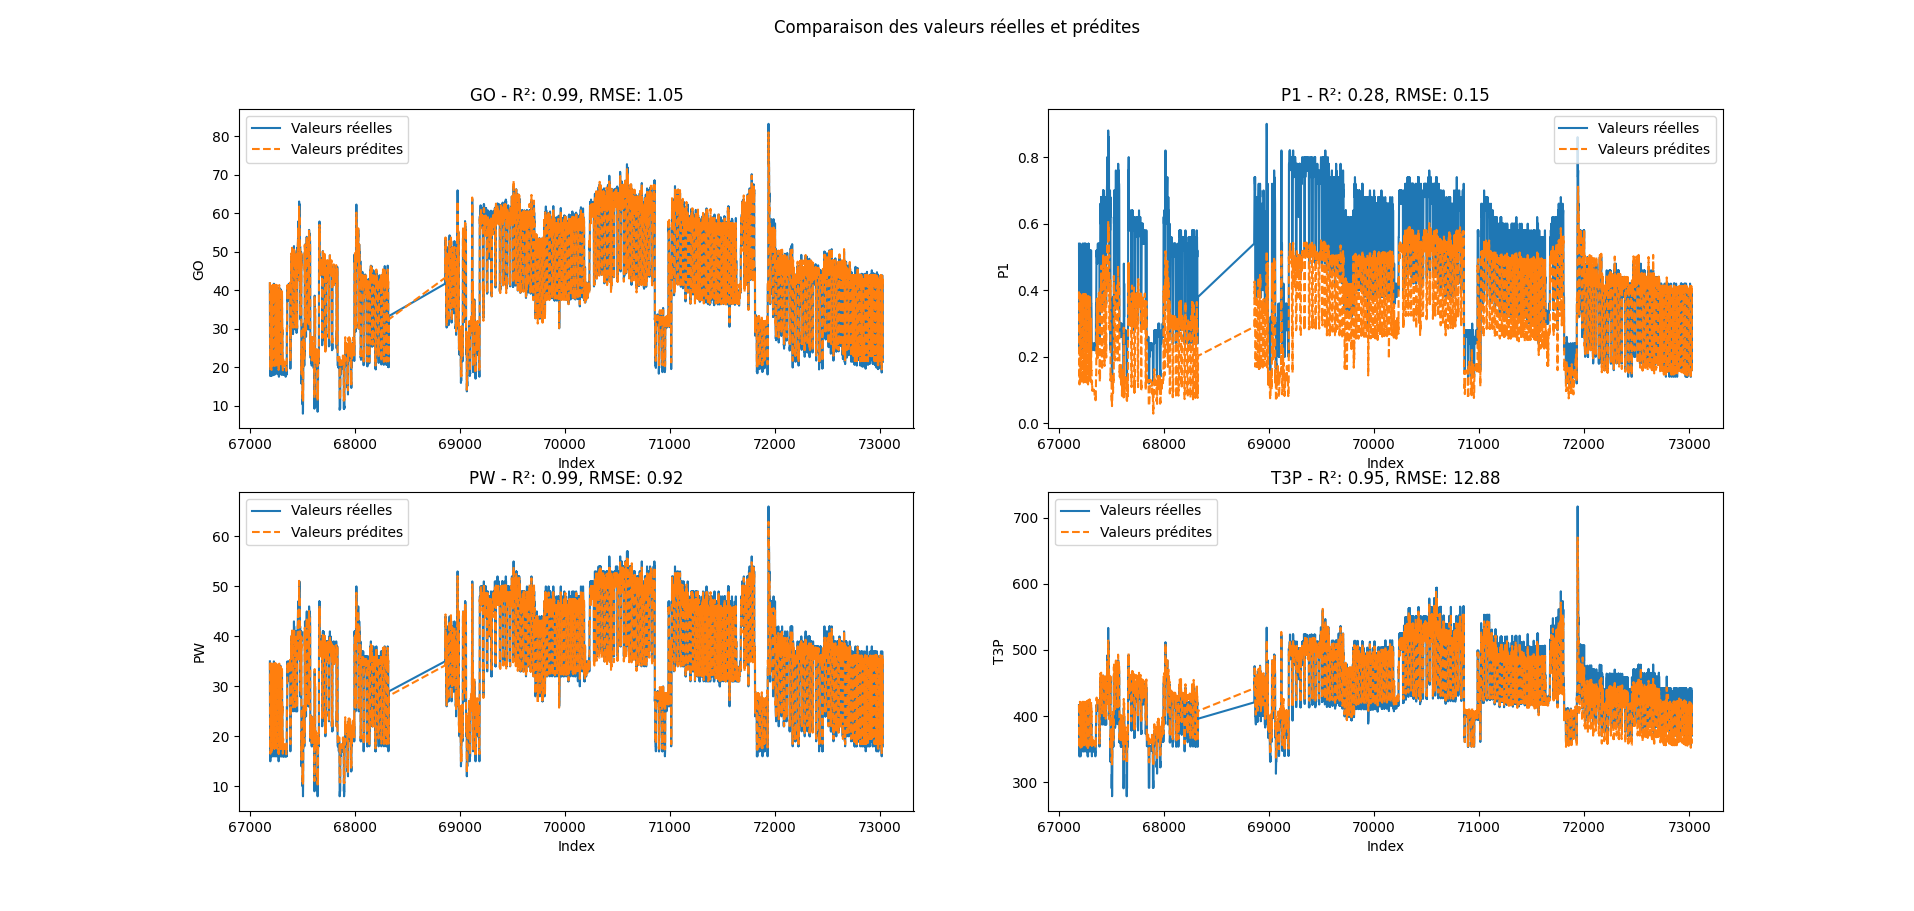 Comparaison des valeurs réelles et prédites
GO - R²: 0.99, RMSE: 1.05
Valeurs réelles
Valeurs prédites
80
70
60
50
40
30
20
10
GO
67000 68000 69000 70000 71000 72000 73000
Index
P1 - R²: 0.28, RMSE: 0.15
Valeurs réelles
Valeurs prédites
0.8
0.6
0.4
0.2
0.0
P1
67000 68000 69000 70000 71000 72000 73000
Index
PW - R²: 0.99, RMSE: 0.92
Valeurs réelles
Valeurs prédites
60
50
40
30
20
10
PW
67000 68000 69000 70000 71000 72000 73000
Index
T3P - R²: 0.95, RMSE: 12.88
Valeurs réelles
Valeurs prédites
700
600
500
400
300
T3P
67000 68000 69000 70000 71000 72000 73000
Index